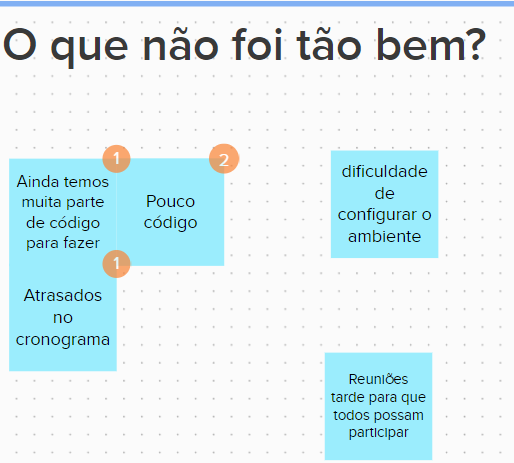 O que não foi tão bem?
1
Ainda temos
muita parte
de código
para fazer
2
Pouco
código
1
Atrasados
no
cronograma
dificuldade
de
configurar o
ambiente
Reuniões
tarde para que
todos possam
participar